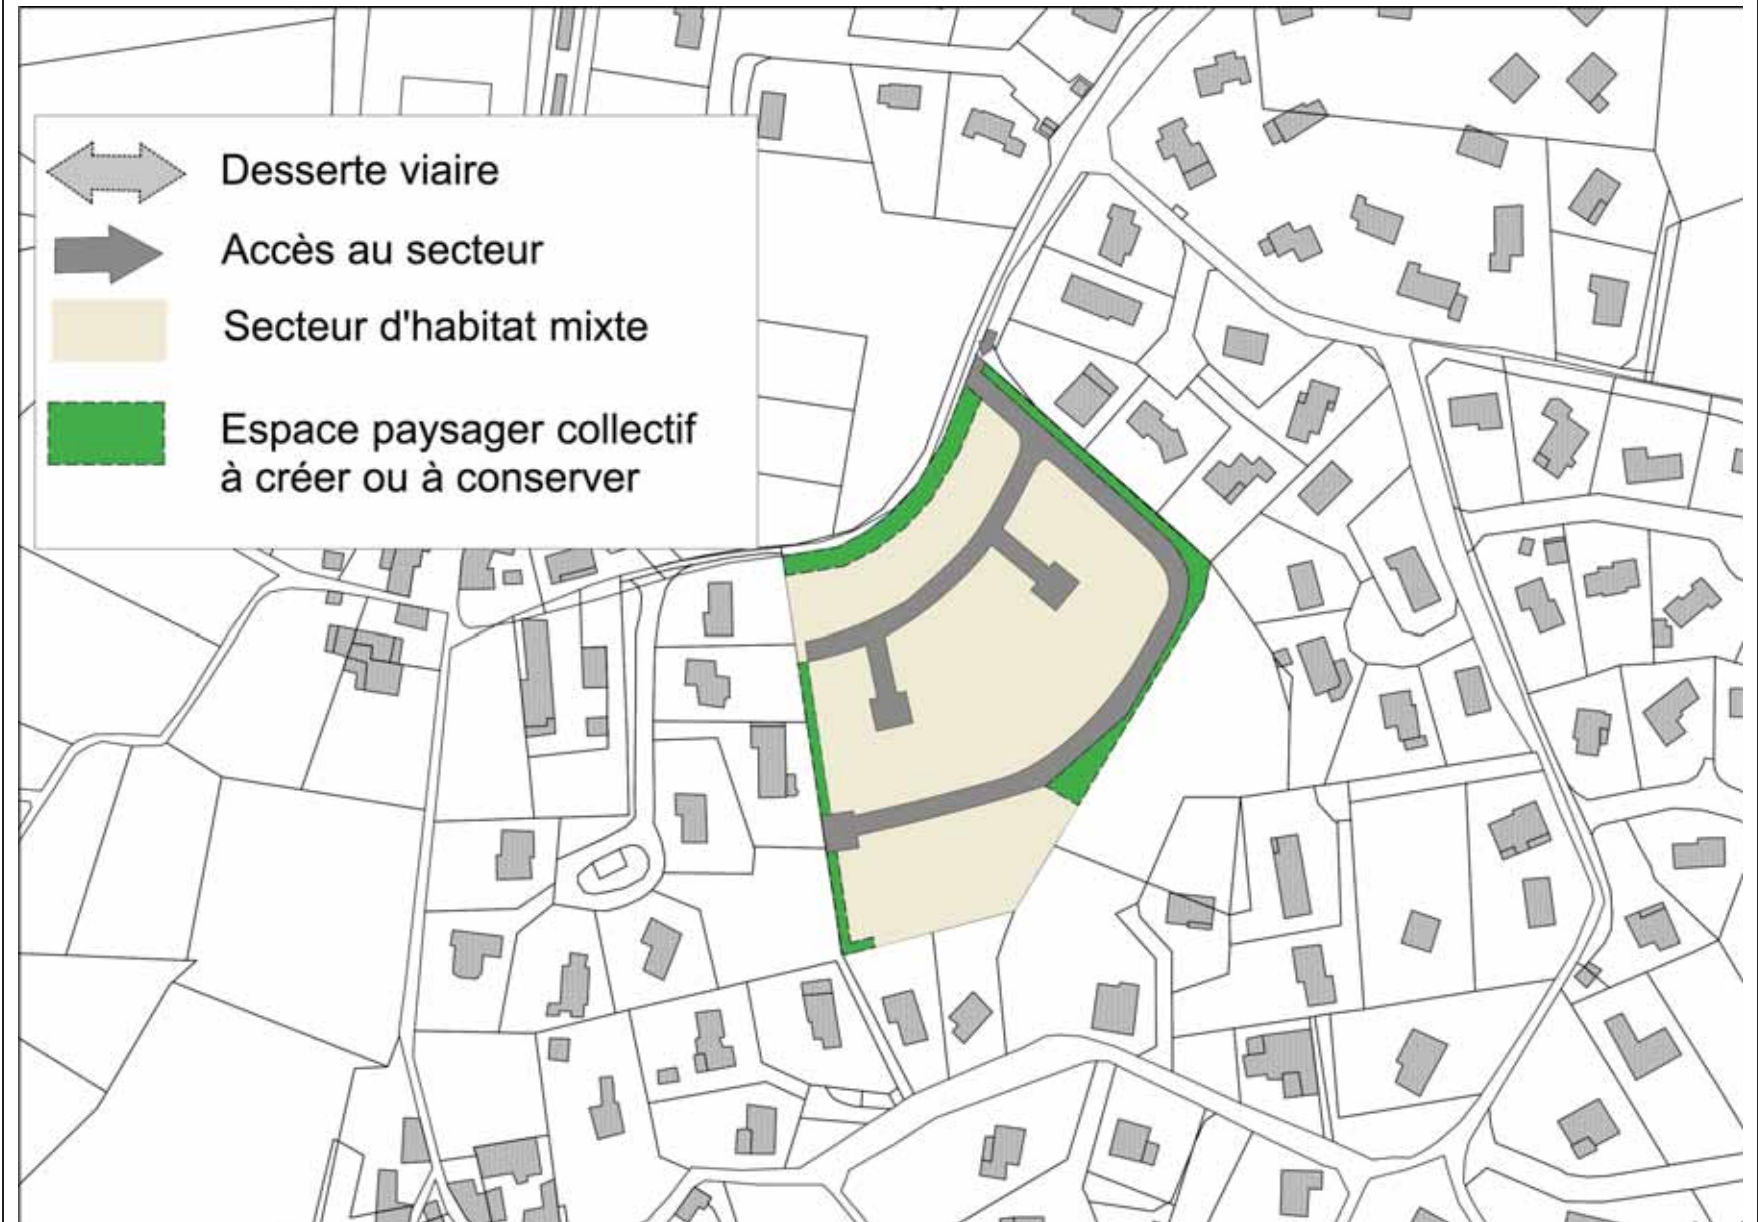 Desserte viaire
Accès au secteur
Secteur d'habitat mixte
Espace paysager collectif
à créer ou à conserver